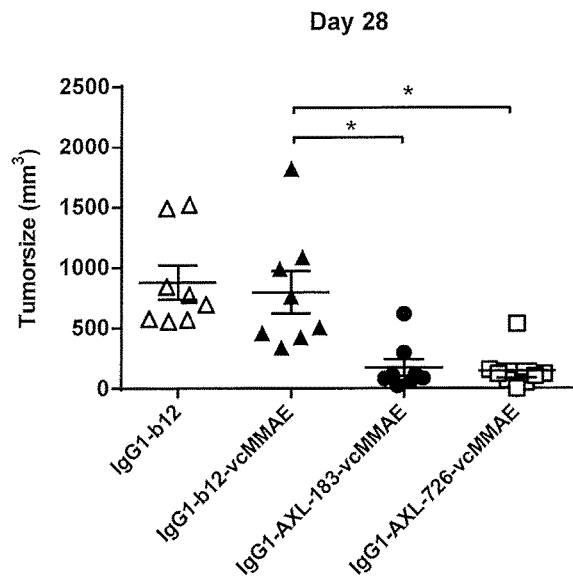 Day 28
2500
2000
1500
1000
500
0
Tumorsize (mm³)
*
*
IgG1-b12
IgG1-b12-vcMMAE
IgG1-AXL-183-vcMMAE
IgG1-AXL-726-vcMMAE